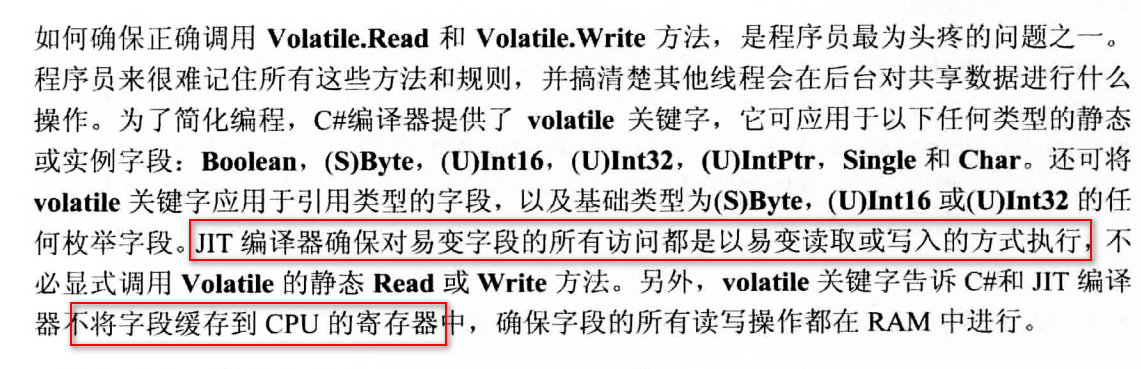 如何确保正确调用 Volatile.Read 和 Volatile.Write 方法，是程序员最为头疼的问题之一。
程序员来很难记住所有这些方法和规则，并搞清楚其他线程会在后台对共享数据进行什么
操作。为了简化编程，C#编译器提供了 volatile 关键字，它可应用于以下任何类型的静态
或实例字段：Boolean，(S)Byte，(U)Int16，(U)Int32，(U)IntPtr，Single 和 Char。还可将
volatile 关键字应用于引用类型的字段，以及基础类型为(S)Byte，(U)Int16 或(U)Int32 的任
何枚举字段。JIT 编译器确保对易变字段的所有访问都是以易变读取或写入的方式执行，不
必显式调用 Volatile 的静态 Read 或 Write 方法。另外，volatile 关键字告诉 C#和 JIT 编译
器不将字段缓存到 CPU 的寄存器中，确保字段的所有读写操作都在 RAM 中进行。